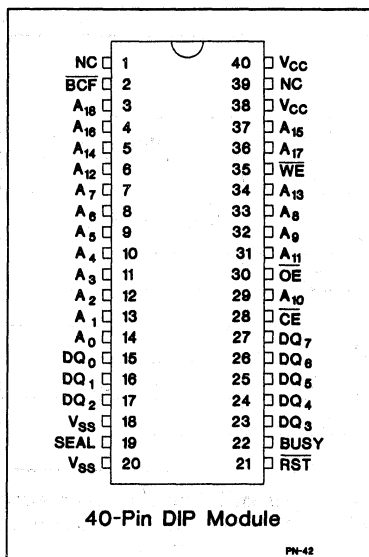 NC 1 40 VCC
BCF 2 39 NC
A18 3 38 VCC
A16 4 37 A15
A14 5 36 A17
A12 6 35 WE
A7 7 34 A13
A6 8 33 A8
A5 9 32 A9
A4 10 31 A11
A3 11 30 OE
A2 12 29 A10
A1 13 28 CE
A0 14 27 DQ7
DQ0 15 26 DQ6
DQ1 16 25 DQ5
DQ2 17 24 DQ4
VSS 18 23 DQ3
SEAL 19 22 BUSY
VSS 20 21 RST
40-Pin DIP Module
PN-42